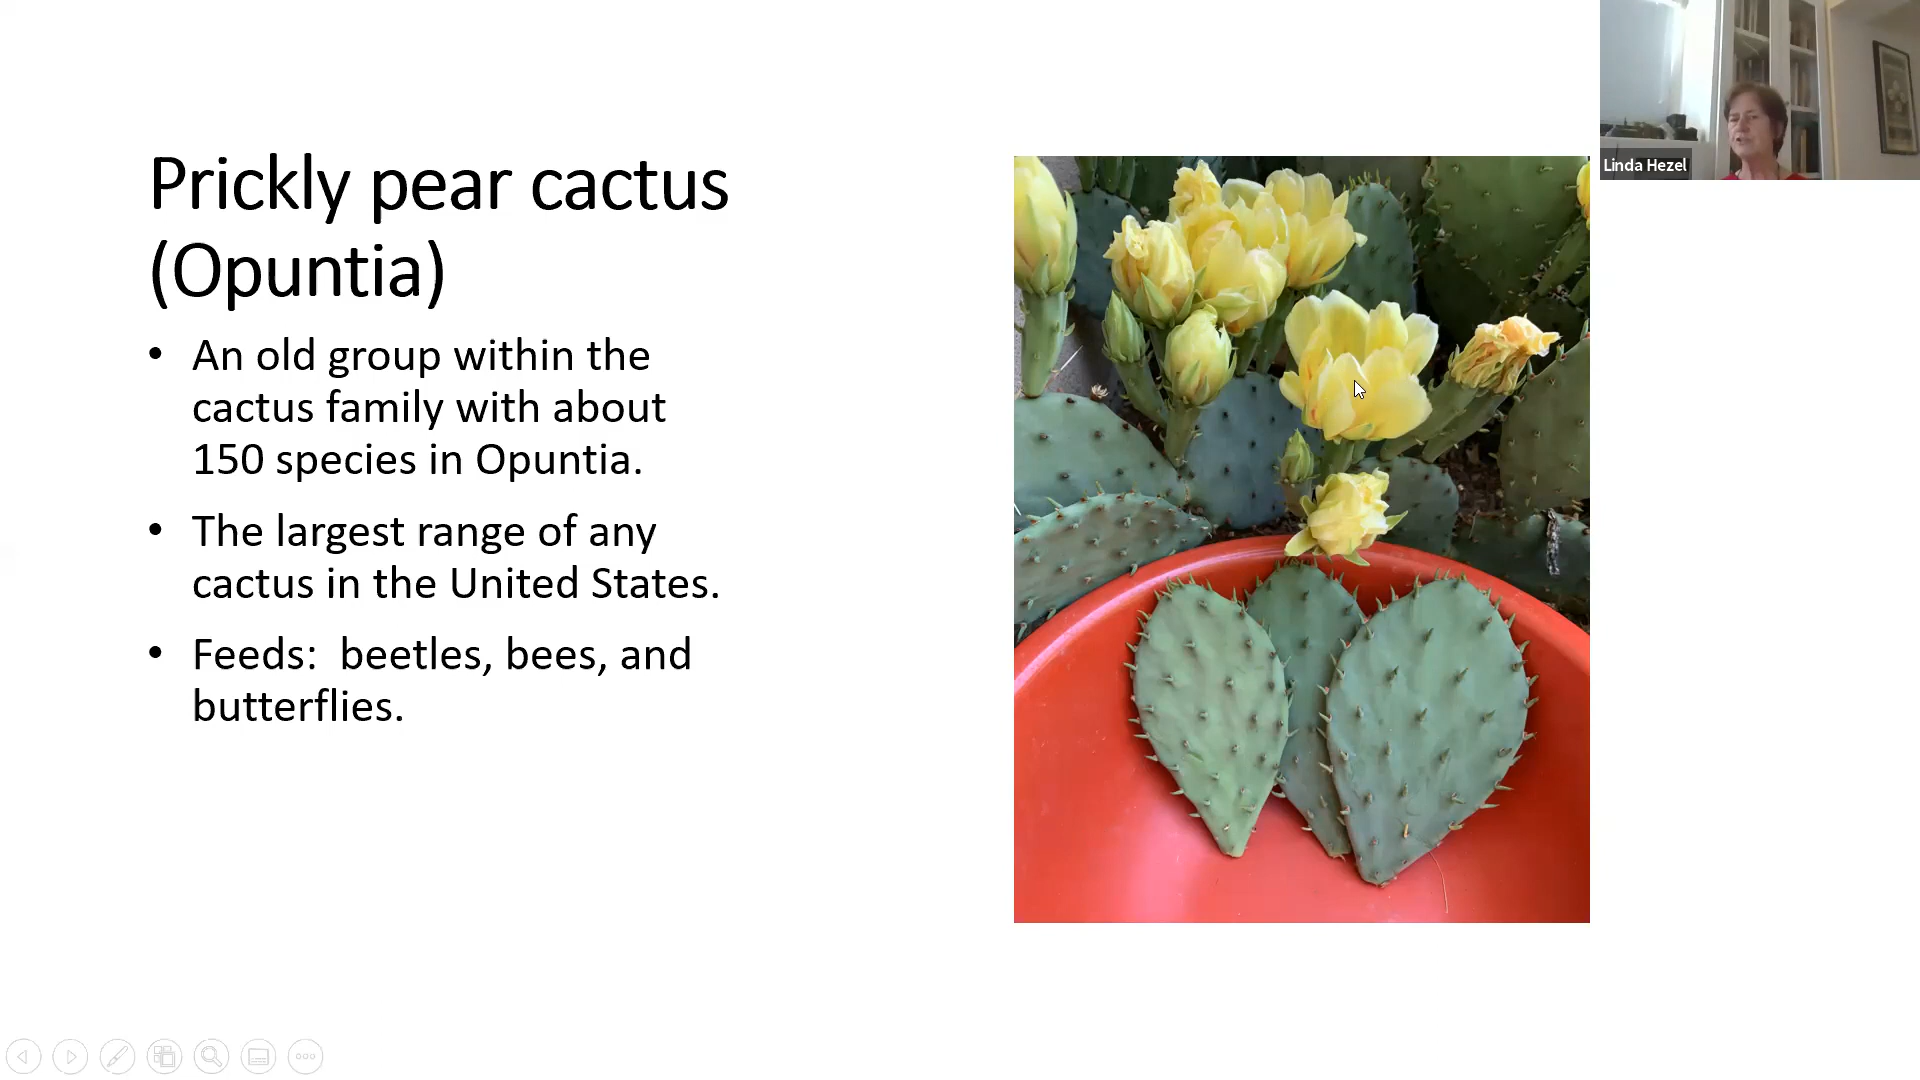 Prickly pear cactus
(Opuntia)
• An old group within the
cactus family with about
150 species in Opuntia.
• The largest range of any
cactus in the United States.
• Feeds:  beetles, bees, and
butterflies.
Linda Hezel